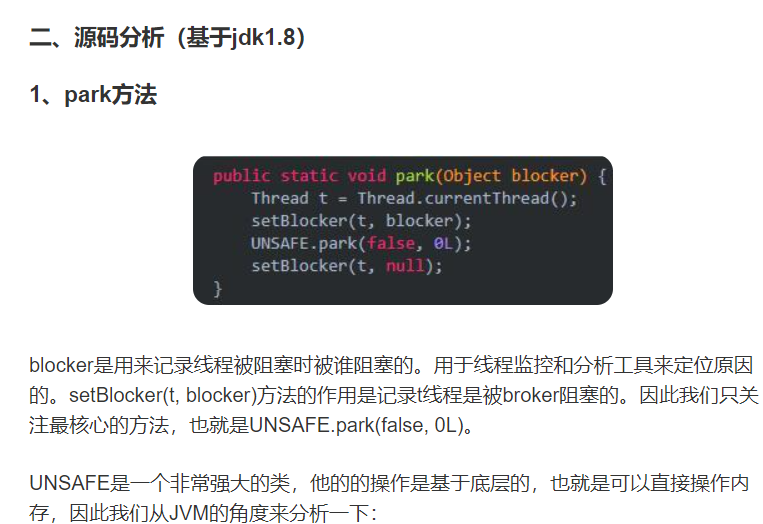 二、源码分析（基于jdk1.8）
1、park方法
public static void park(Object blocker) {
    Thread t = Thread.currentThread();
    setBlocker(t, blocker);
    UNSAFE.park(false, 0L);
    setBlocker(t, null);
}
blocker是用来记录线程被阻塞时被谁阻塞的。用于线程监控和分析工具来定位原因
的。setBlocker(t, blocker)方法的作用是记录t线程是被broker阻塞的。因此我们只关
注最核心的方法，也就是UNSAFE.park(false, 0L)。
UNSAFE是一个非常强大的类，他的的操作是基于底层的，也就是可以直接操作内
存，因此我们从JVM的角度来分析一下：